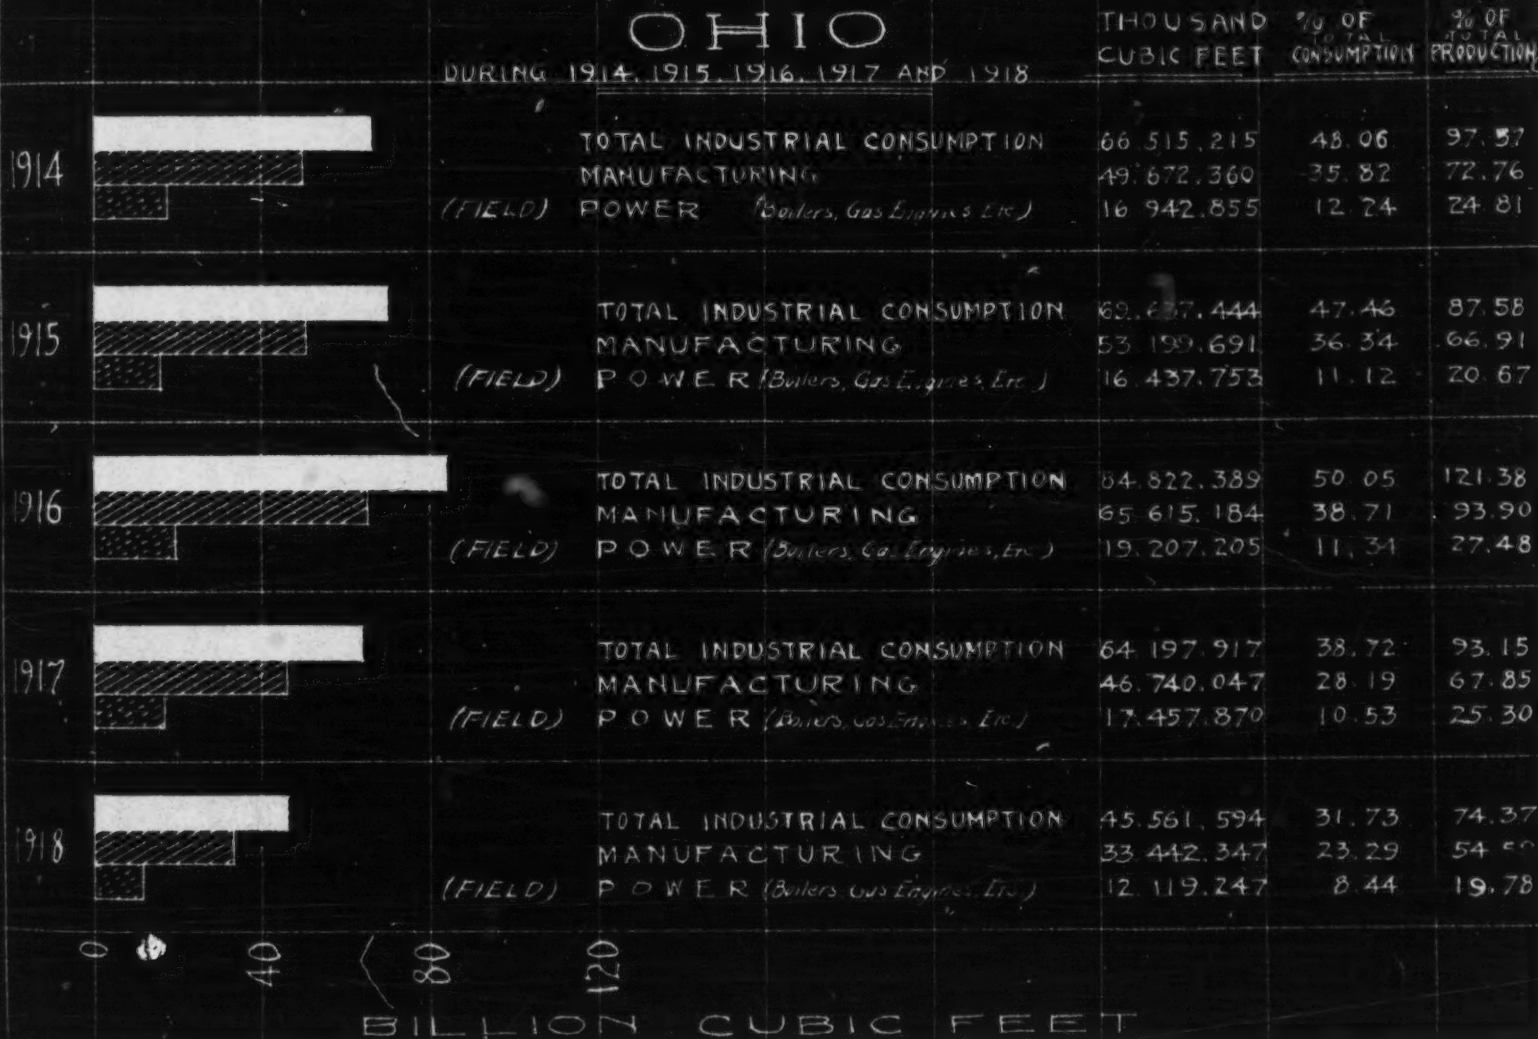 OHIO
DURING 1914, 1915, 1916, 1917 AND 1918
THOUSAND CUBIC FEET
% OF TOTAL CONSUMPTION
% OF TOTAL PRODUCTION
1914
TOTAL INDUSTRIAL CONSUMPTION 66.515.215 48.06 97.57
MANUFACTURING 49.672.360 35.82 72.76
(FIELD) POWER (Boilers, Gas Engines Etc.) 16 942.855 12.24 24.81
1915
TOTAL INDUSTRIAL CONSUMPTION 47.46 87.58
MANUFACTURING 53 199.691 36.34 66.91
(FIELD) POWER (Boilers, Gas Engines, Etc.) 16.437.753 11.12 20.67
1916
TOTAL INDUSTRIAL CONSUMPTION 84.822.389 50.05 121.38
MANUFACTURING 65 615.184 38.71 93.90
(FIELD) POWER (Boilers, Gas Engines, Etc.) 19.207.205 11.34 27.48
1917
TOTAL INDUSTRIAL CONSUMPTION 64 197.917 38.72 93.15
MANUFACTURING 46.740.047 28.19 67.85
(FIELD) POWER (Boilers, Gas Engines, Etc.) 17.457.870 10.53 25.30
1918
TOTAL INDUSTRIAL CONSUMPTION 45.561.594 31.73 74.37
MANUFACTURING 33 442.347 23.29 54
(FIELD) POWER (Boilers, Gas Engines, Etc.) 12 119.247 8.44 19.78
0 40 80 120
BILLION CUBIC FEET